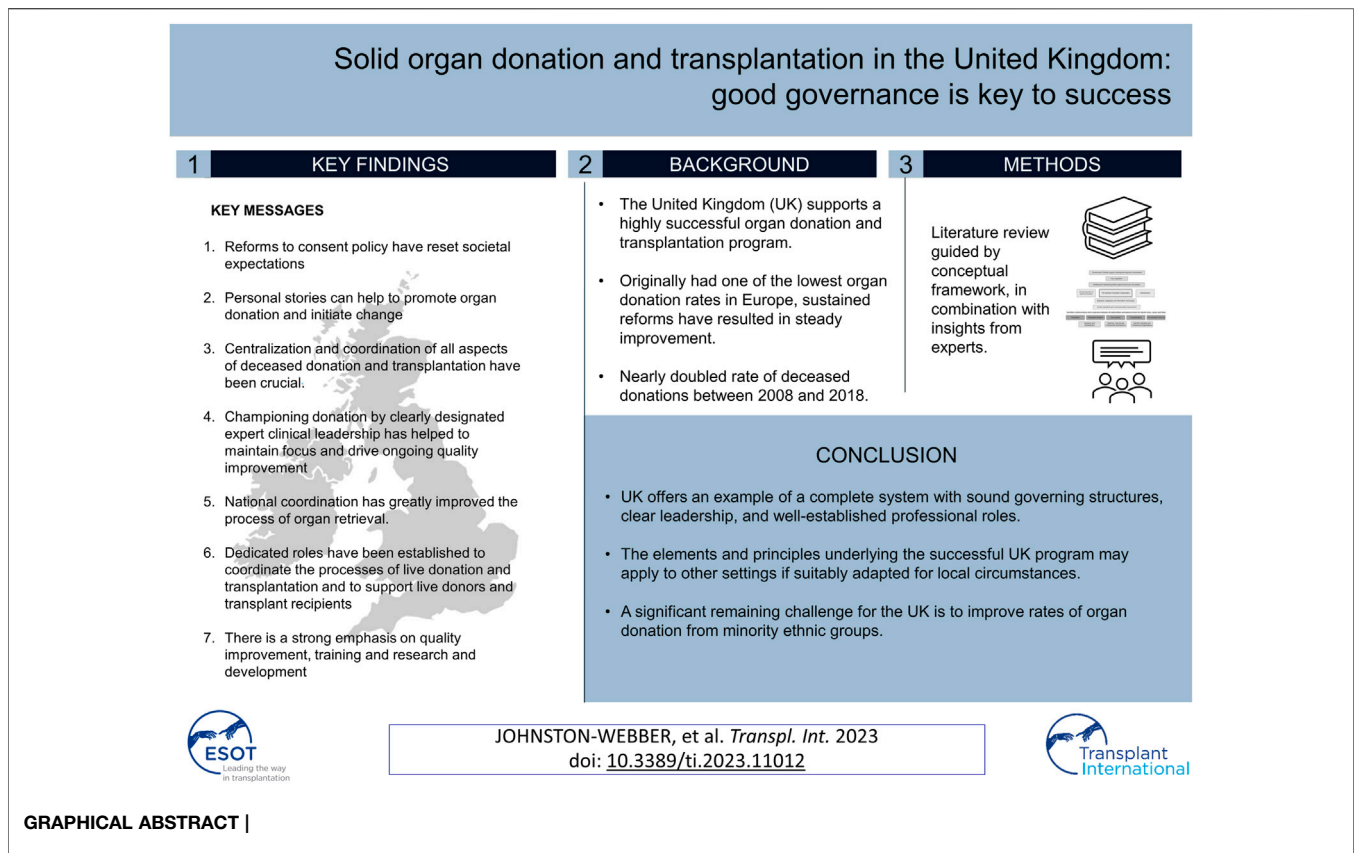 Solid organ donation and transplantation in the United Kingdom:
good governance is key to success
1 KEY FINDINGS
KEY MESSAGES
1. Reforms to consent policy have reset societal
expectations
2. Personal stories can help to promote organ
donation and initiate change
3. Centralization and coordination of all aspects
of deceased donation and transplantation have
been crucial.
4. Championing donation by clearly designated
expert clinical leadership has helped to
maintain focus and drive ongoing quality
improvement
5. National coordination has greatly improved the
process of organ retrieval.
6. Dedicated roles have been established to
coordinate the processes of live donation and
transplantation and to support live donors and
transplant recipients
7. There is a strong emphasis on quality
improvement, training and research and
development
2 BACKGROUND
• The United Kingdom (UK) supports a
highly successful organ donation and
transplantation program.
• Originally had one of the lowest organ
donation rates in Europe, sustained
reforms have resulted in steady
improvement.
• Nearly doubled rate of deceased
donations between 2008 and 2018.
3 METHODS
Literature review
guided by
conceptual
framework, in
combination with
insights from
experts.
CONCLUSION
• UK offers an example of a complete system with sound governing structures,
clear leadership, and well-established professional roles.
• The elements and principles underlying the successful UK program may
apply to other settings if suitably adapted for local circumstances.
• A significant remaining challenge for the UK is to improve rates of organ
donation from minority ethnic groups.
ESOT
Leading the way
in transplantation
JOHNSTON-WEBBER, et al. Transpl. Int. 2023
doi: 10.3389/ti.2023.11012
Transplant
International
GRAPHICAL ABSTRACT |